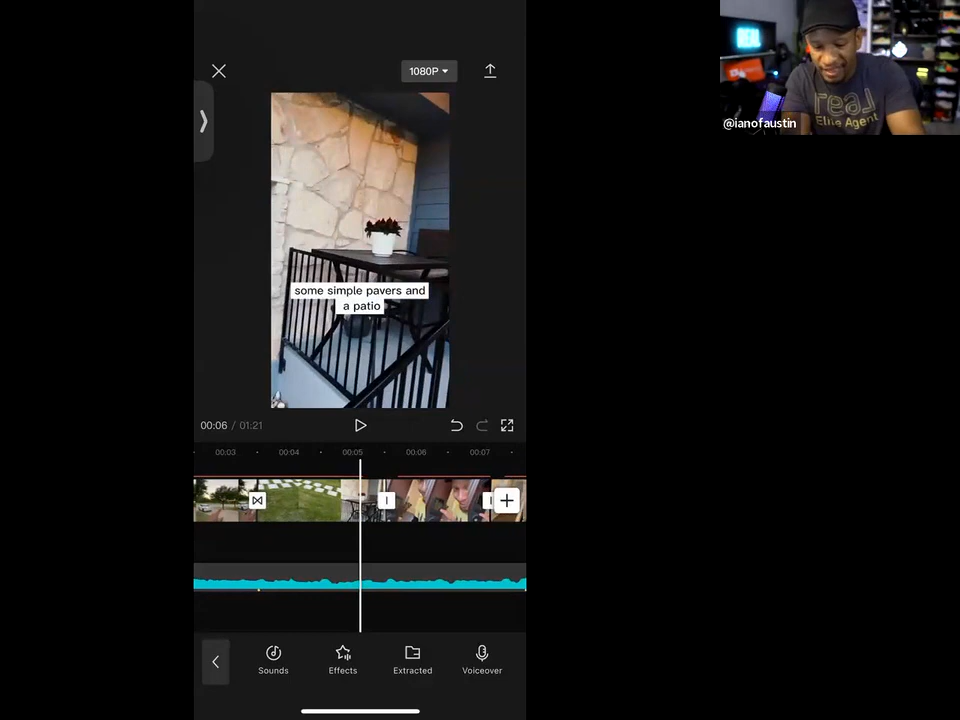 1080P
some simple pavers and
a patio
00:06 / 01:21
00:03 00:04 00:05 00:06 00:07
Sounds Effects Extracted Voiceover
REAL
real
Elite Agent
@ianofaustin